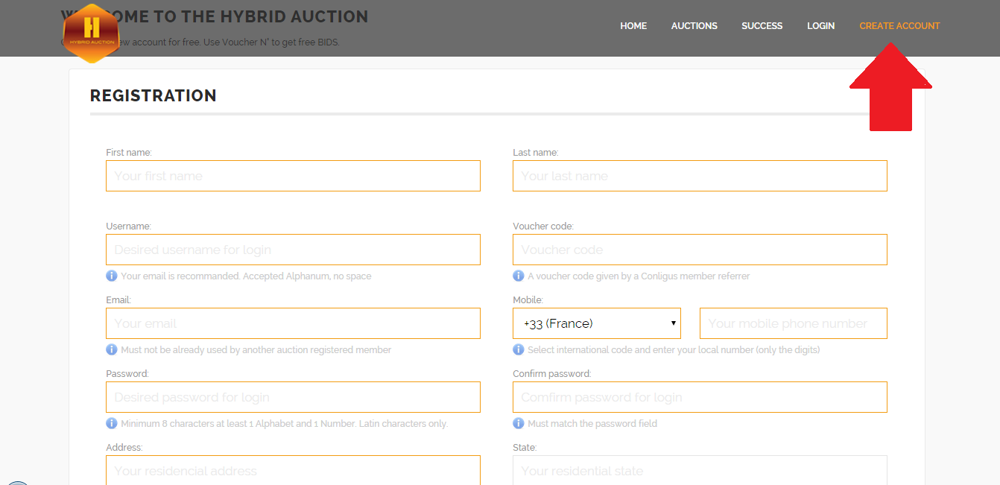 COME TO THE HYBRID AUCTION
HOME AUCTIONS SUCCESS LOGIN CREATE ACCOUNT
H
HYBRID AUCTION
ew account for free. Use Voucher N° to get free BIDS.
REGISTRATION
First name: Last name:
Your first name Your last name
Username: Voucher code:
Desired username for login Voucher code
Your email is recommanded. Accepted Alphanum, no space A voucher code given by a Conligus member referrer
Email: Mobile:
Your email +33 (France) Your mobile phone number
Must not be already used by another auction registered member Select international code and enter your local number (only the digits)
Password: Confirm password:
Desired password for login Comfirm password for login
Minimum 8 characters at least 1 Alphabet and 1 Number. Latin characters only. Must match the password field
Address: State:
Your residencial address Your residential state